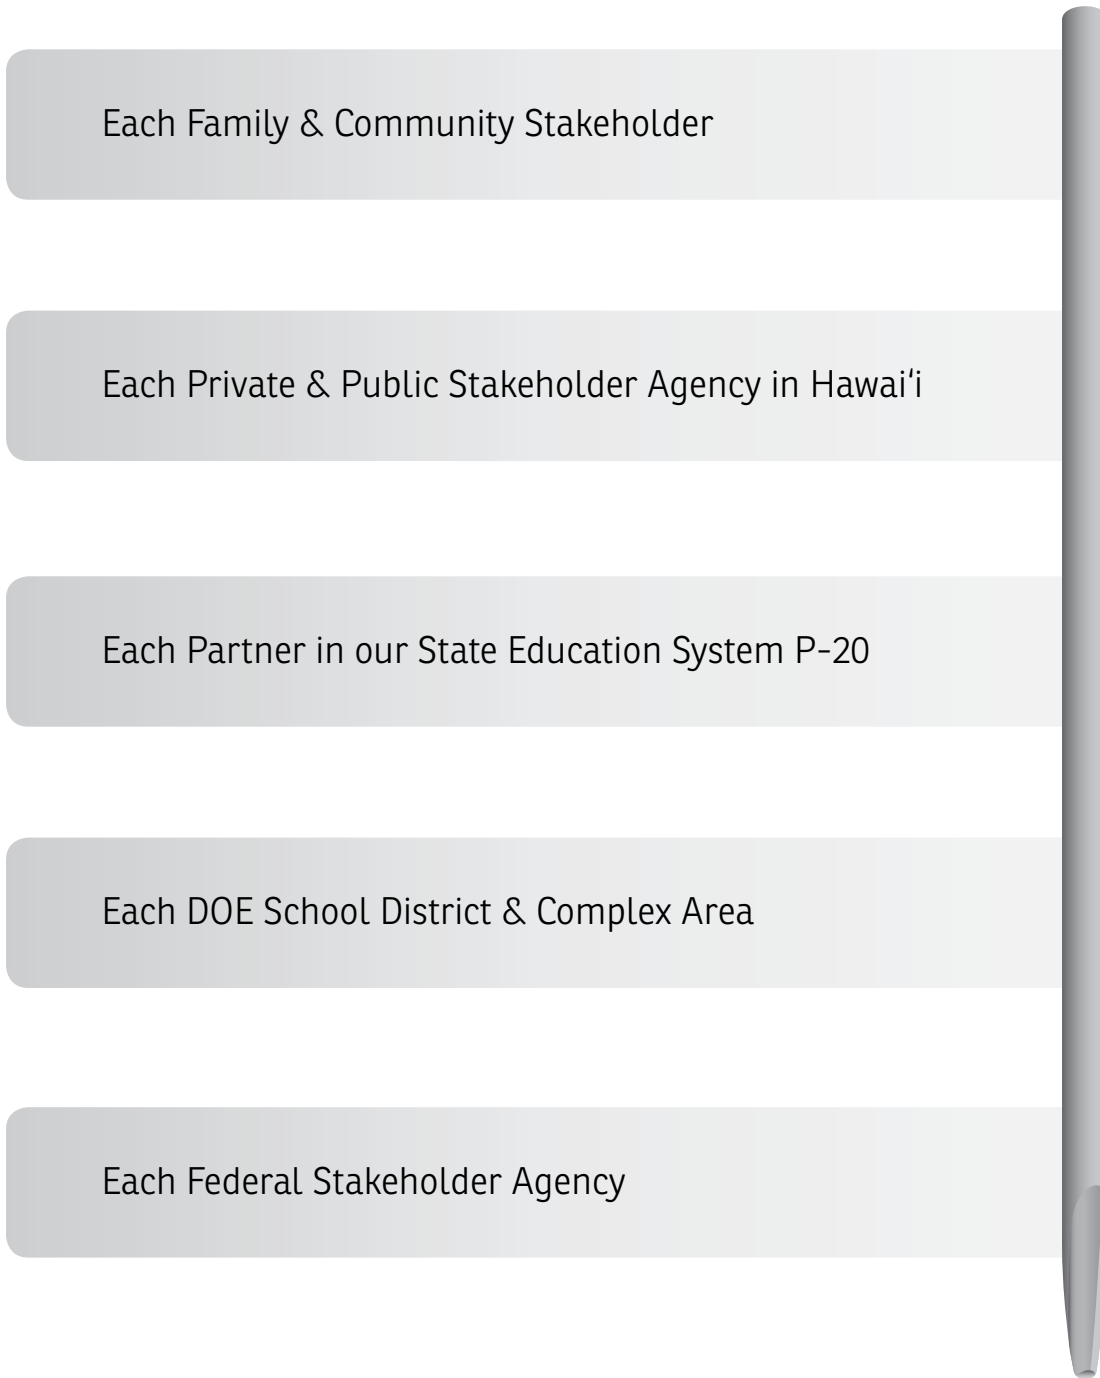 Each Family & Community Stakeholder
Each Private & Public Stakeholder Agency in Hawaiʻi
Each Partner in our State Education System P-20
Each DOE School District & Complex Area
Each Federal Stakeholder Agency